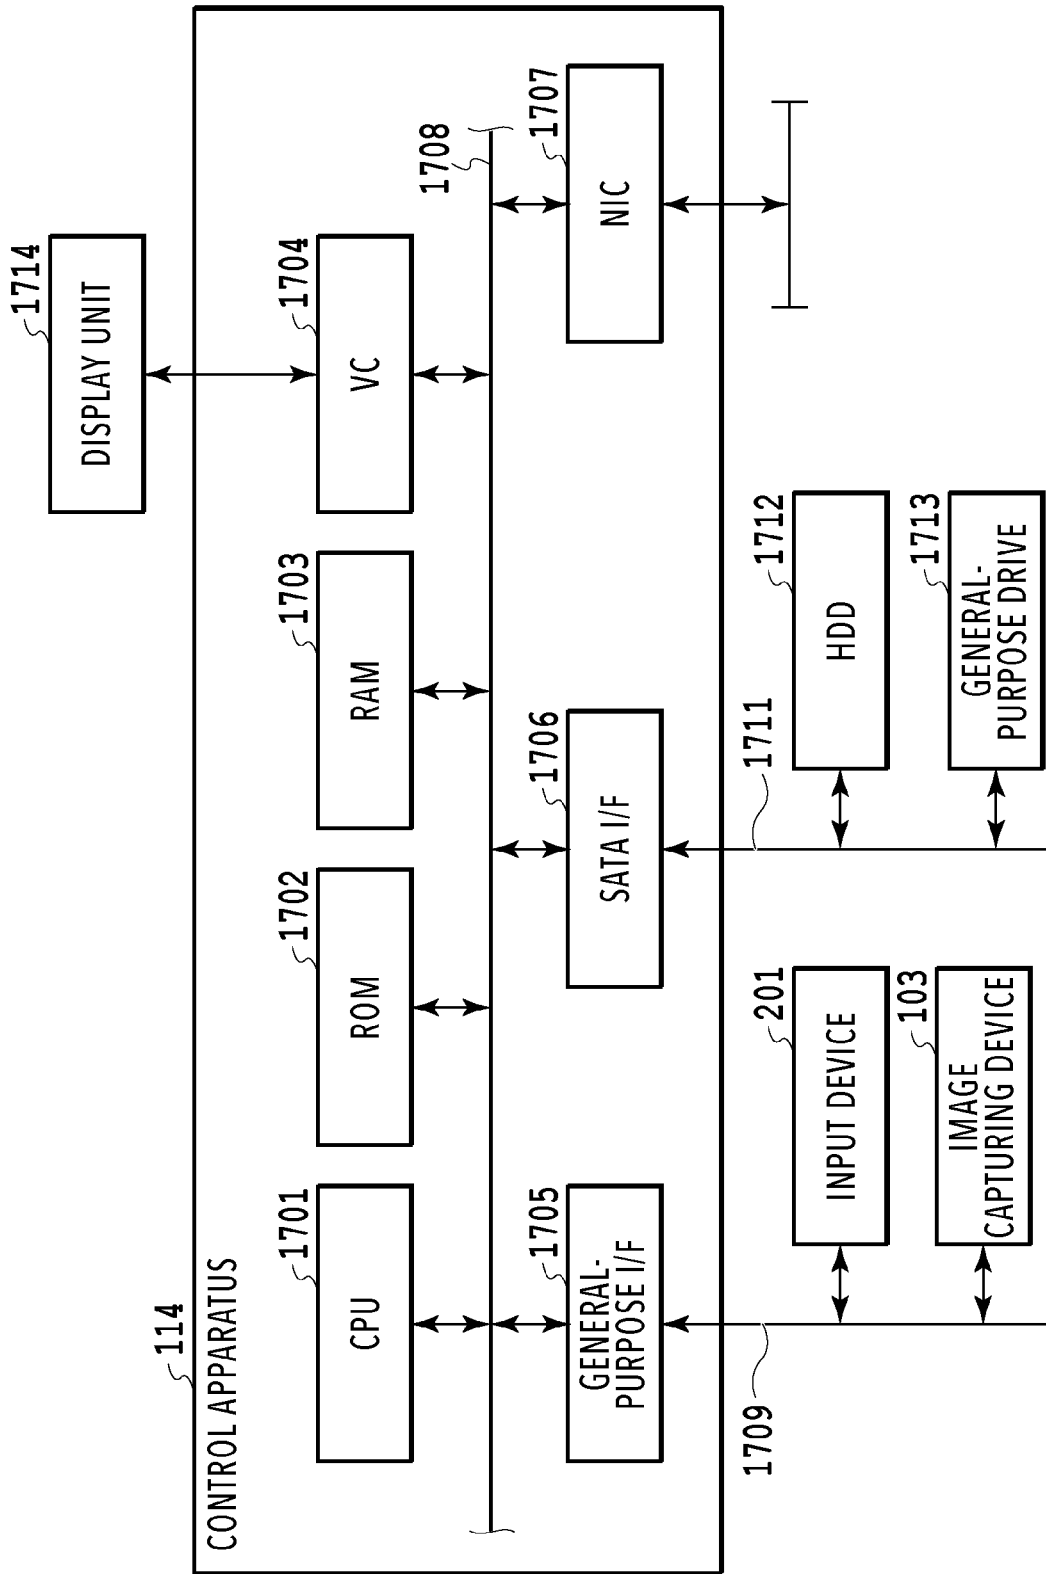 1714
DISPLAY UNIT
114
CONTROL APPARATUS
1701
CPU
1702
ROM
1703
RAM
1704
VC
1708
1705
GENERAL-
PURPOSE I/F
1706
SATA I/F
1707
NIC
1709
201
INPUT DEVICE
103
IMAGE
CAPTURING DEVICE
1711
1712
HDD
1713
GENERAL-
PURPOSE DRIVE